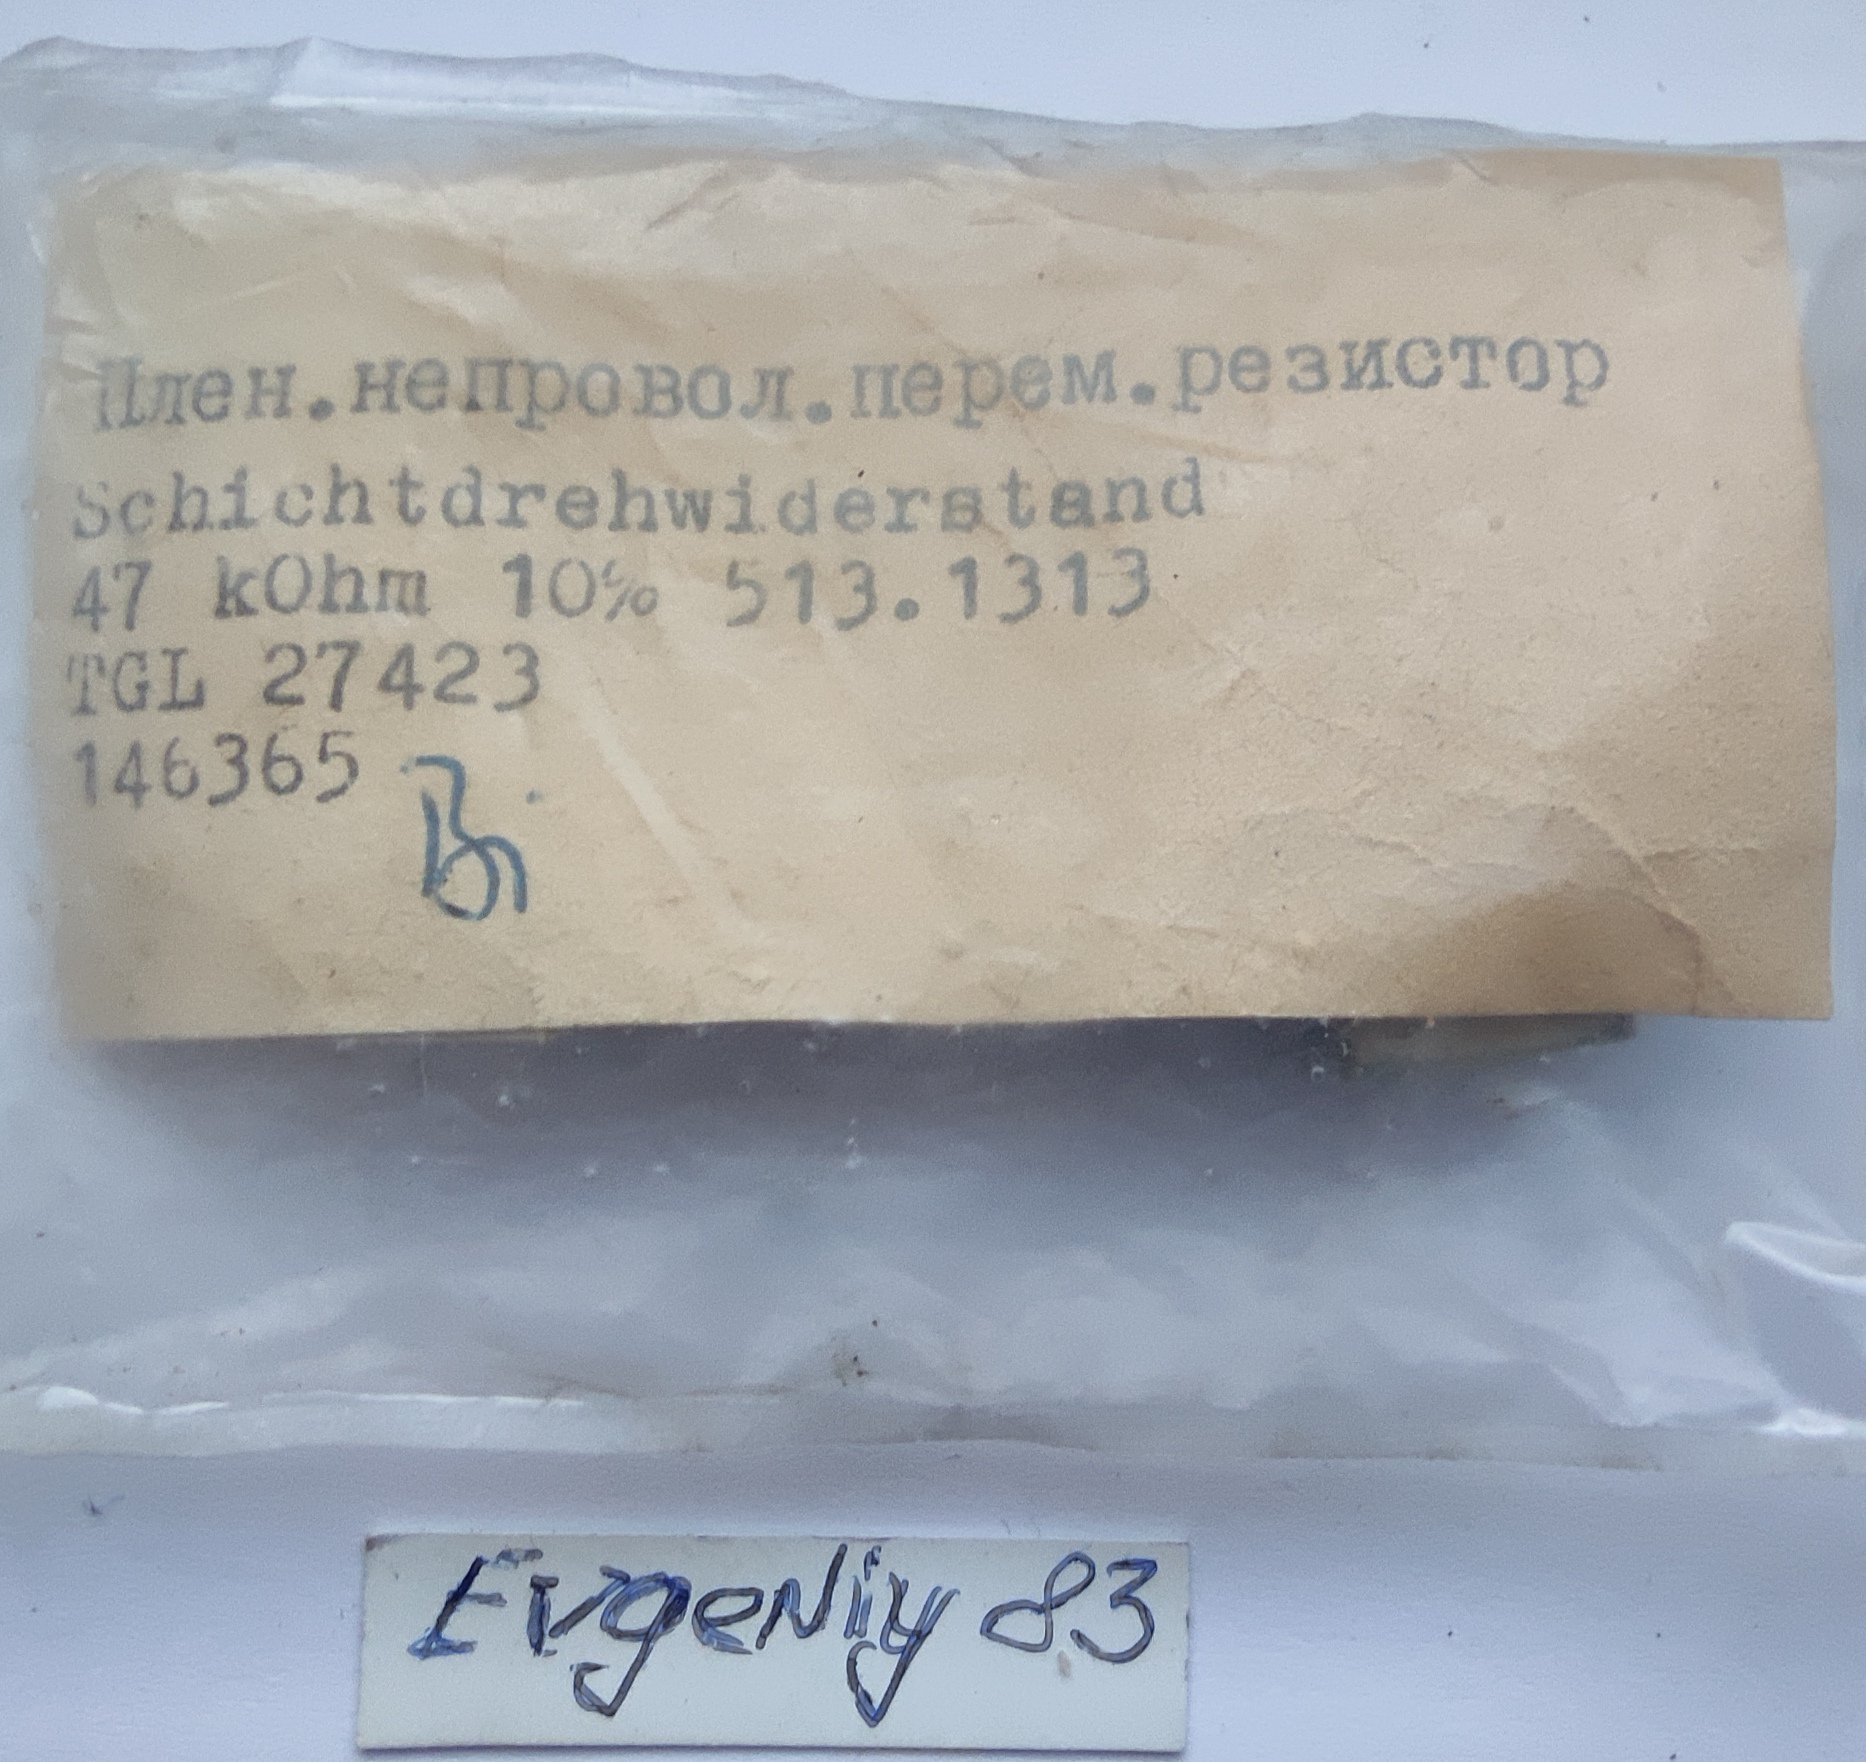 Плен.непровол.перем.резистор
Schichtdrehwiderstand
47 kOhm 10% 513.1313
TGL 27423
146365
Evgeniy 83